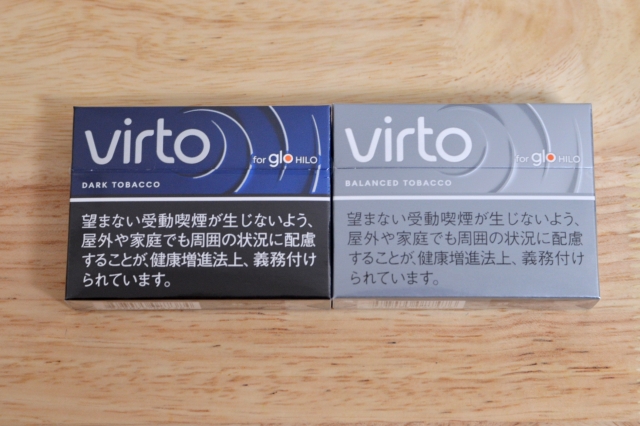 virto
for glo HILO
DARK TOBACCO
望まない受動喫煙が生じないよう、
屋外や家庭でも周囲の状況に配慮
することが、健康増進法上、義務付け
られています。
virto
for glo HILO
BALANCED TOBACCO
望まない受動喫煙が生じないよう、
屋外や家庭でも周囲の状況に配慮
することが、健康増進法上、義務付け
られています。